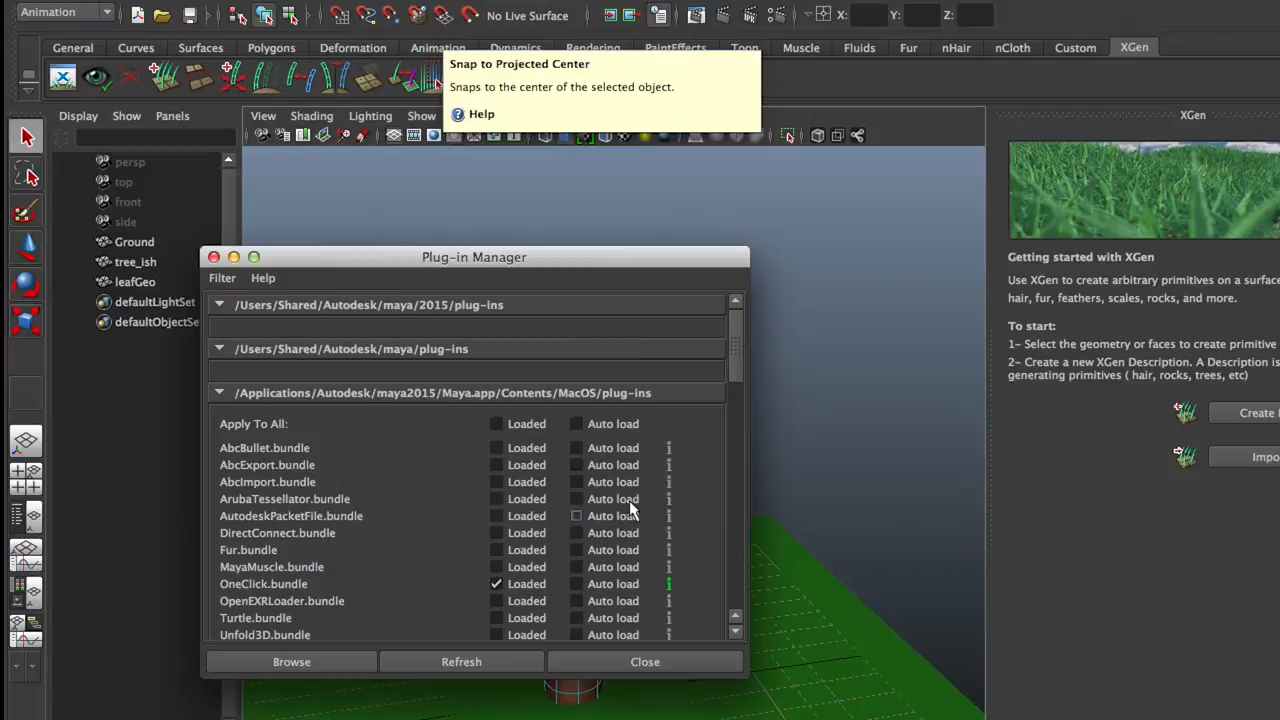 Animation
No Live Surface
X:
Y:
Z:
General
Curves
Surfaces
Polygons
Deformation
Animation
Dynamics
Rendering
PaintEffects
Toon
Muscle
Fluids
Fur
nHair
nCloth
Custom
XGen
Snap to Projected Center
Snaps to the center of the selected object.
? Help
Display
Show
Panels
View
Shading
Lighting
Show
XGen
persp
top
front
side
Ground
tree_ish
leafGeo
defaultLightSet
defaultObjectSe
Plug-in Manager
Filter
Help
/Users/Shared/Autodesk/maya/2015/plug-ins
/Users/Shared/Autodesk/maya/plug-ins
/Applications/Autodesk/maya2015/Maya.app/Contents/MacOS/plug-ins
Apply To All: Loaded Auto load
AbcBullet.bundle Loaded Auto load i
AbcExport.bundle Loaded Auto load i
AbcImport.bundle Loaded Auto load i
ArubaTessellator.bundle Loaded Auto load i
AutodeskPacketFile.bundle Loaded Auto load i
DirectConnect.bundle Loaded Auto load i
Fur.bundle Loaded Auto load i
MayaMuscle.bundle Loaded Auto load i
OneClick.bundle Loaded Auto load i
OpenEXRLoader.bundle Loaded Auto load i
Turtle.bundle Loaded Auto load i
Unfold3D.bundle Loaded Auto load i
Browse
Refresh
Close
Getting started with XGen
Use XGen to create arbitrary primitives on a surface
hair, fur, feathers, scales, rocks, and more.
To start:
1- Select the geometry or faces to create primitive
2- Create a new XGen Description. A Description is
generating primitives ( hair, rocks, trees, etc)
Create
Impo